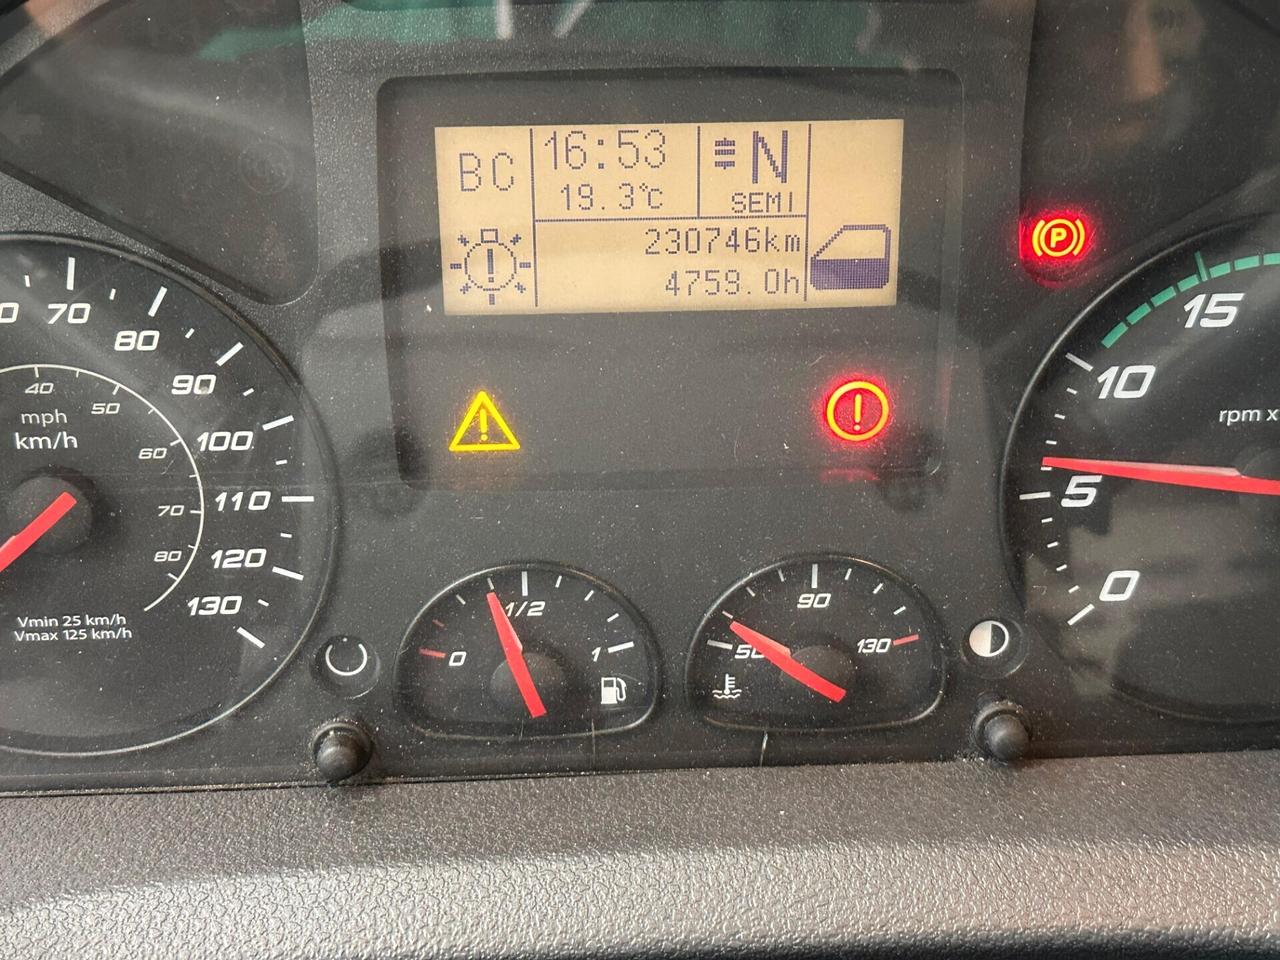 BC
16:53
19.3°C
N
SEMI
230746km
4759.0h
P
70
80
90
100
110
120
130
40
50
60
70
80
mph
km/h
Vmin 25 km/h
Vmax 125 km/h
0
1/2
1
50
90
130
15
10
5
0
rpm x